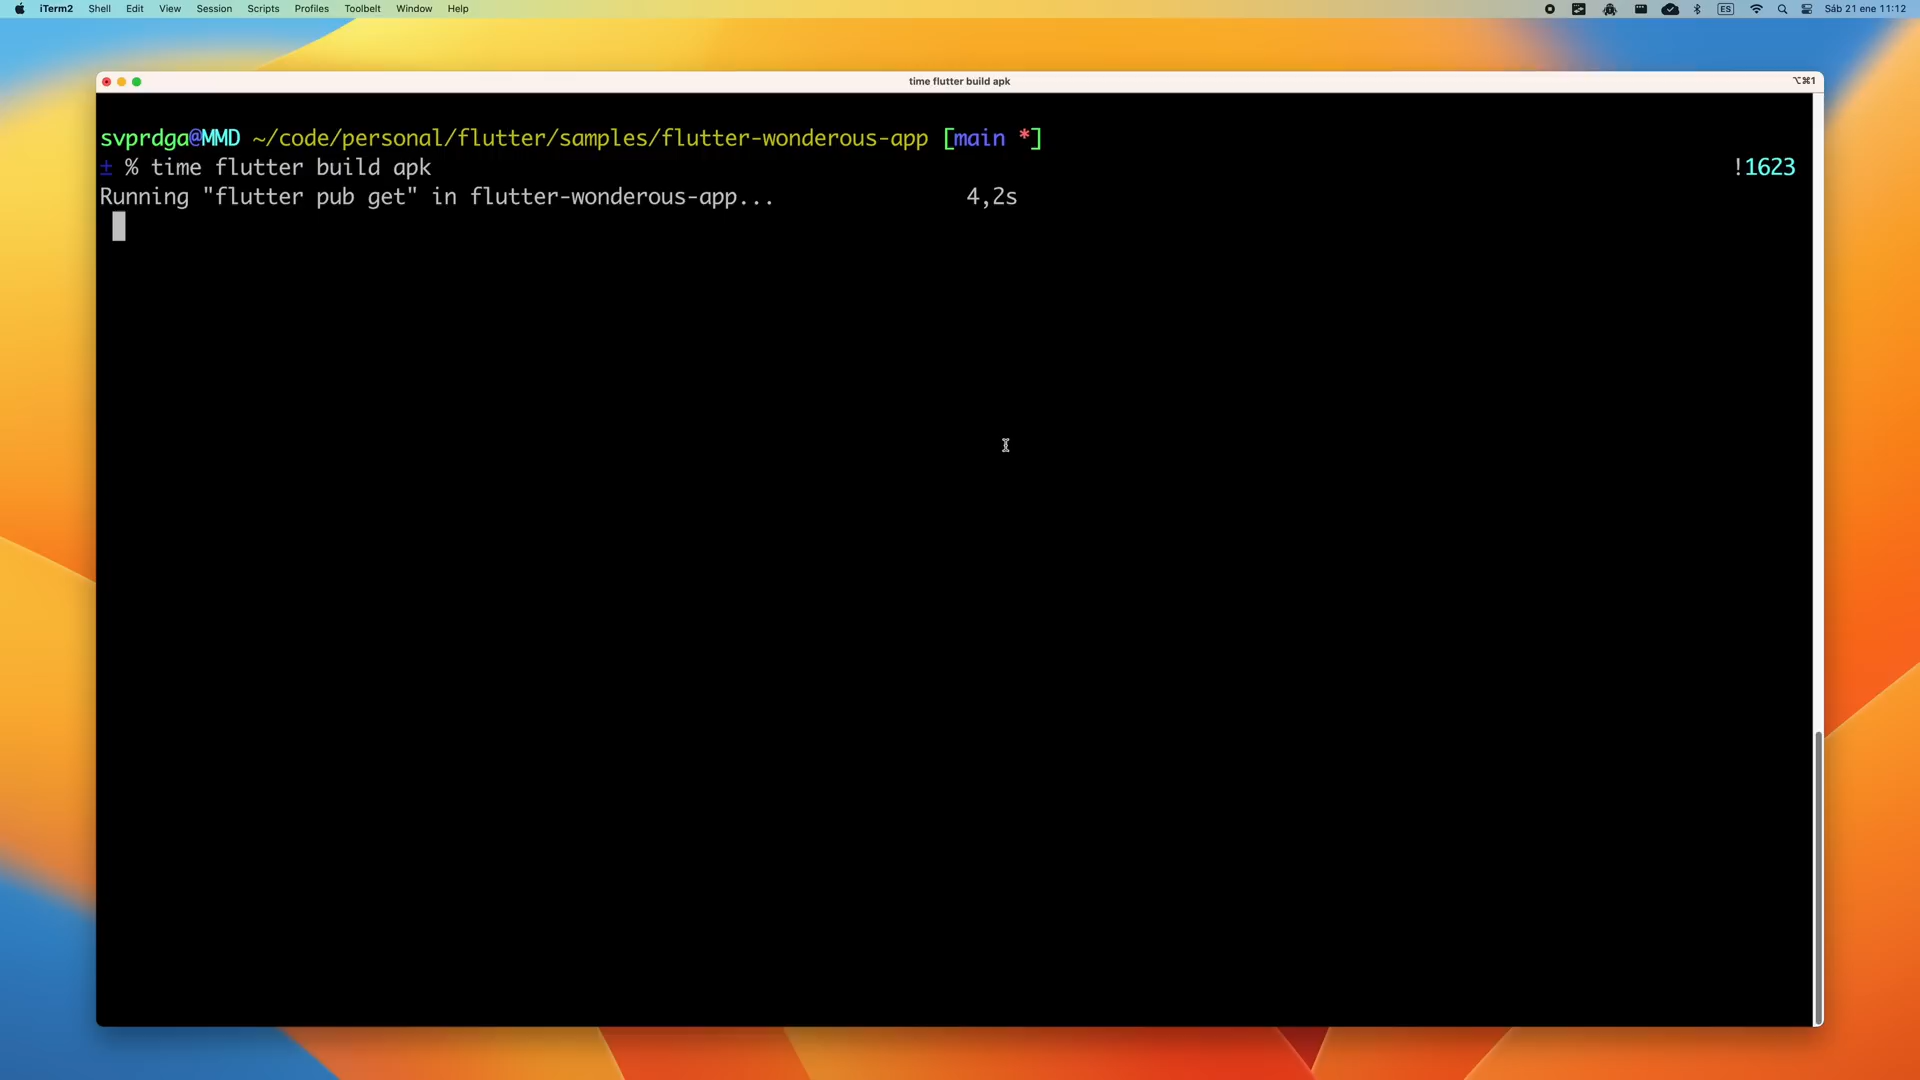 iTerm2 Shell Edit View Session Scripts Profiles Toolbelt Window Help ES Sáb 21 ene 11:12
time flutter build apk ⌥⌘1
svprdga@MMD ~/code/personal/flutter/samples/flutter-wonderous-app [main *]
± % time flutter build apk !1623
Running "flutter pub get" in flutter-wonderous-app... 4,2s